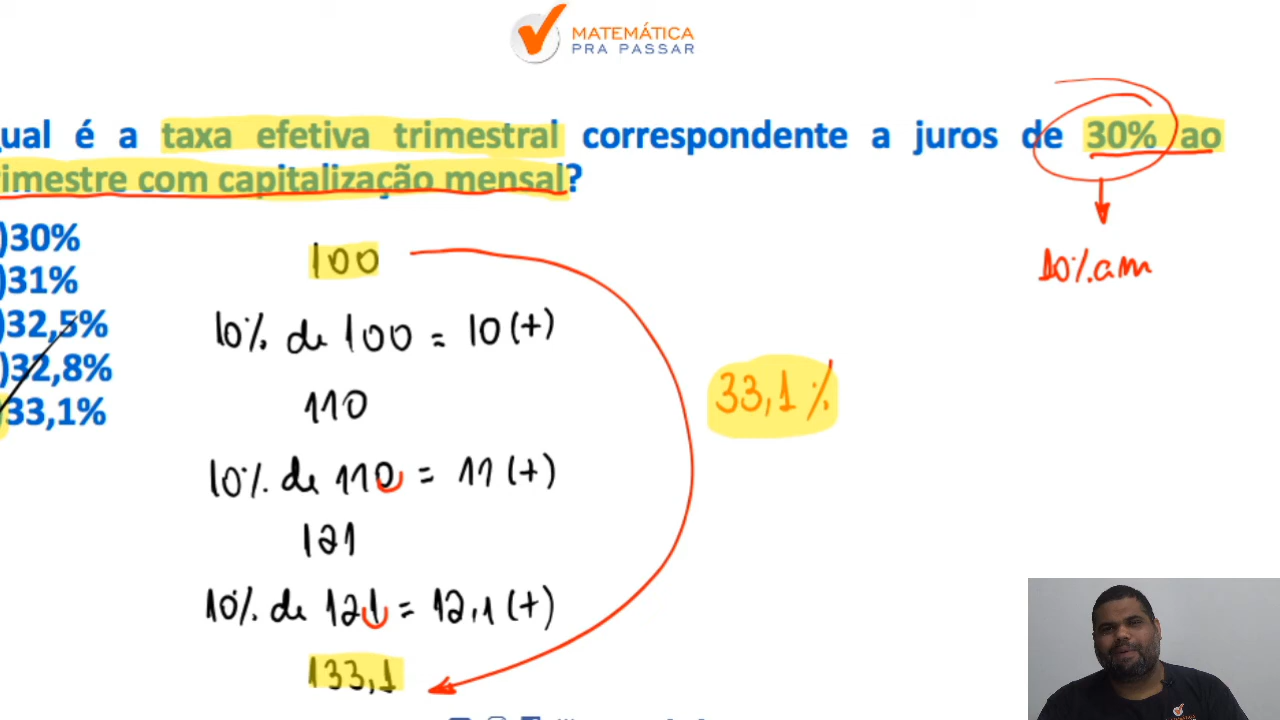 MATEMÁTICA
PRA PASSAR
ual é a taxa efetiva trimestral correspondente a juros de 30% ao
rimestre com capitalização mensal?
)30%
)31%
)32,5%
)32,8%
)33,1%
10% am
100
10% de 100 = 10 (+)
110
33,1%
10% de 110 = 11 (+)
121
10% de 121 = 12,1 (+)
133,1